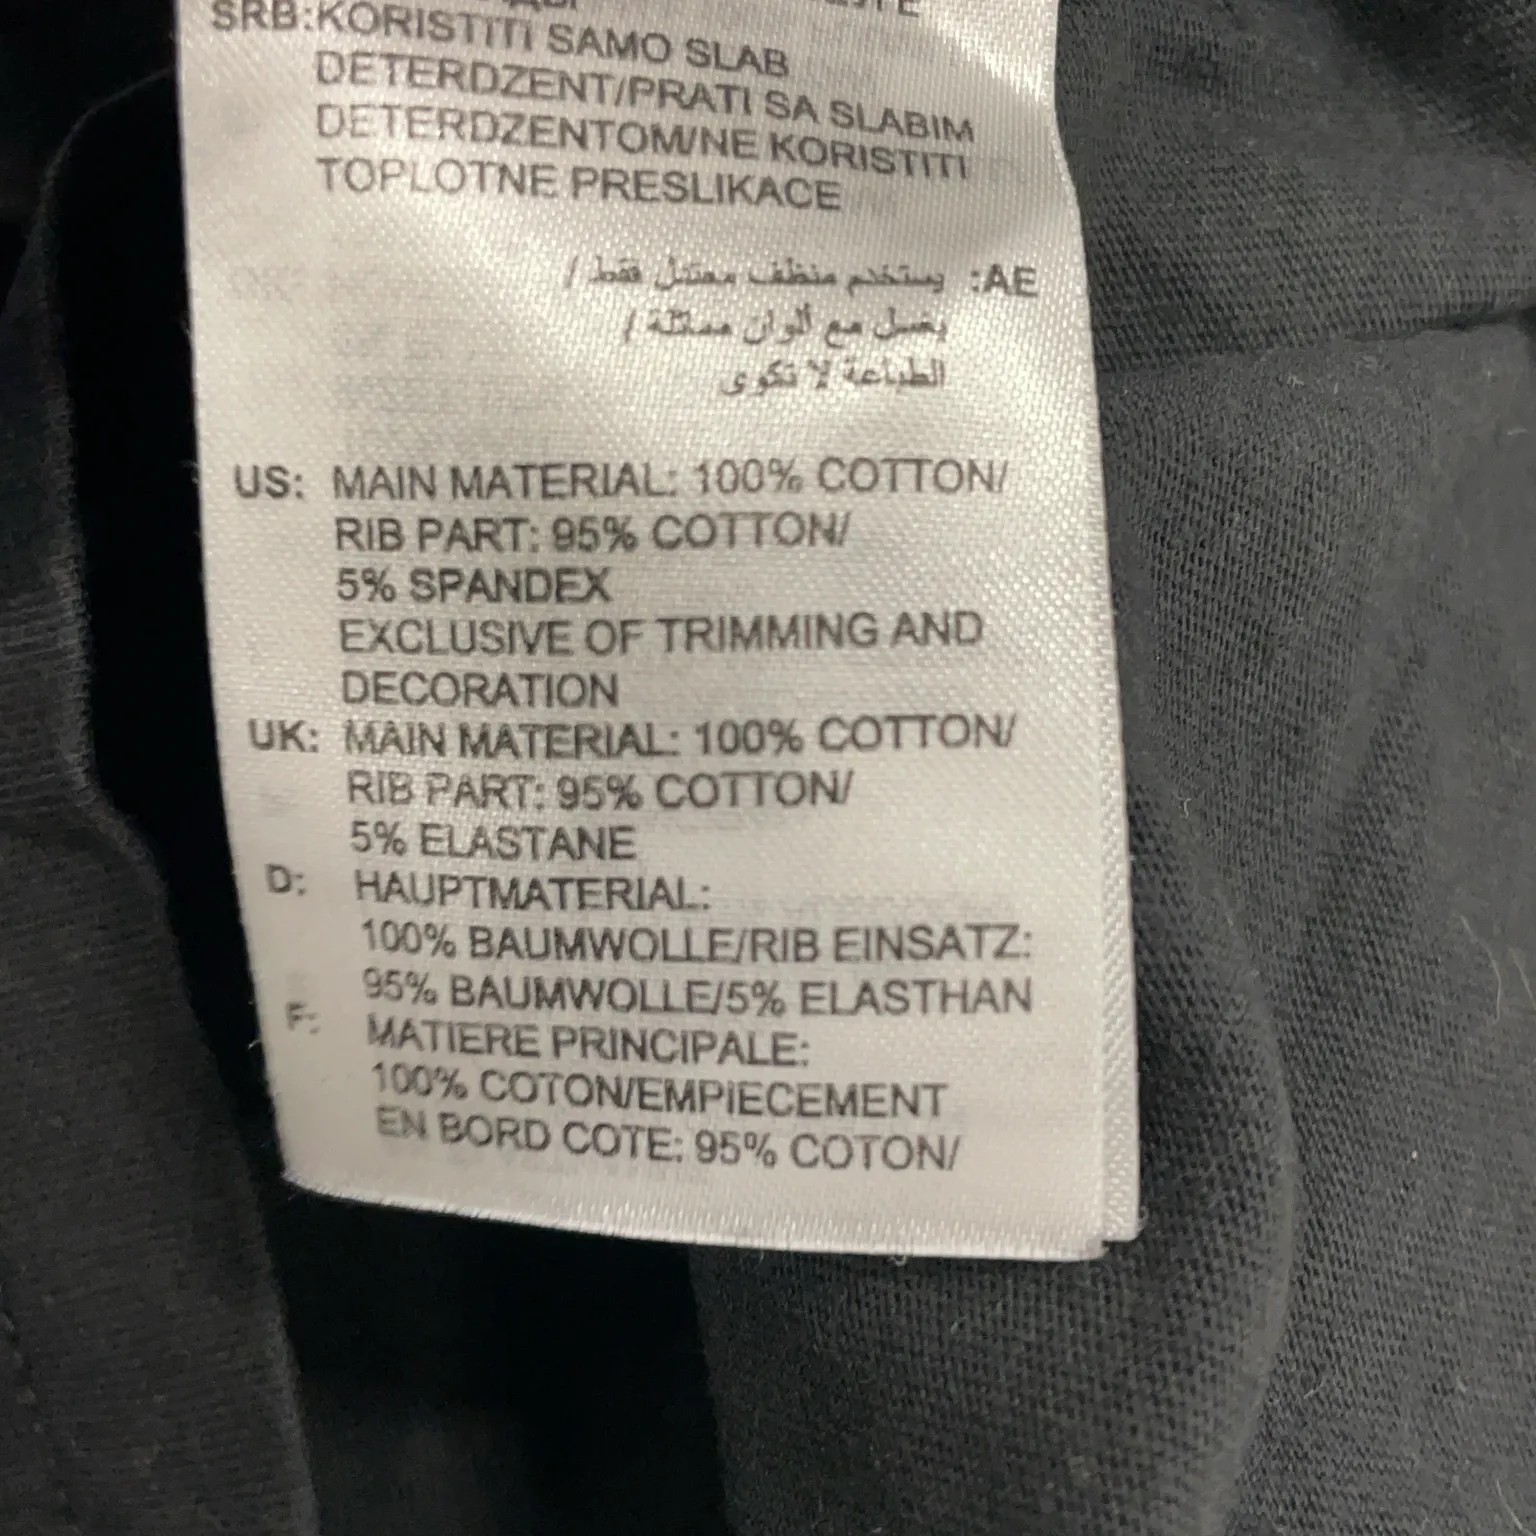 SRB:KORISTITI SAMO SLAB
DETERDZENT/PRATI SA SLABIM
DETERDZENTOM/NE KORISTITI
TOPLOTNE PRESLIKACE
AE: يستخدم منظف معتدل فقط /
يغسل مع ألوان مماثلة /
الطباعة لا تكوى
US: MAIN MATERIAL: 100% COTTON/
RIB PART: 95% COTTON/
5% SPANDEX
EXCLUSIVE OF TRIMMING AND
DECORATION
UK: MAIN MATERIAL: 100% COTTON/
RIB PART: 95% COTTON/
5% ELASTANE
D: HAUPTMATERIAL:
100% BAUMWOLLE/RIB EINSATZ:
95% BAUMWOLLE/5% ELASTHAN
F: MATIERE PRINCIPALE:
100% COTON/EMPIECEMENT
EN BORD COTE: 95% COTON/